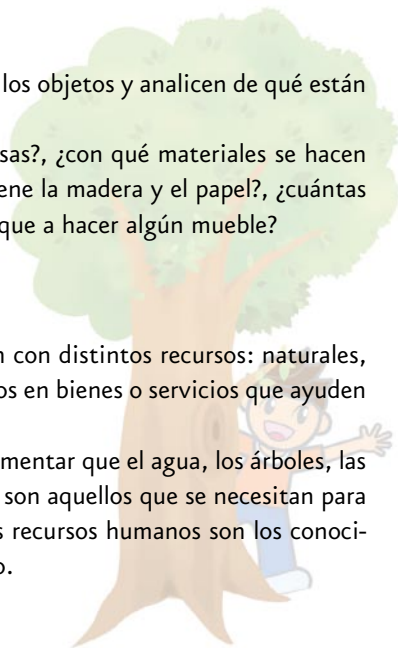 los objetos y analicen de qué están
sas?, ¿con qué materiales se hacen
ene la madera y el papel?, ¿cuántas
que a hacer algún mueble?
n con distintos recursos: naturales,
os en bienes o servicios que ayuden
mentar que el agua, los árboles, las
son aquellos que se necesitan para
s recursos humanos son los conoci-
o.